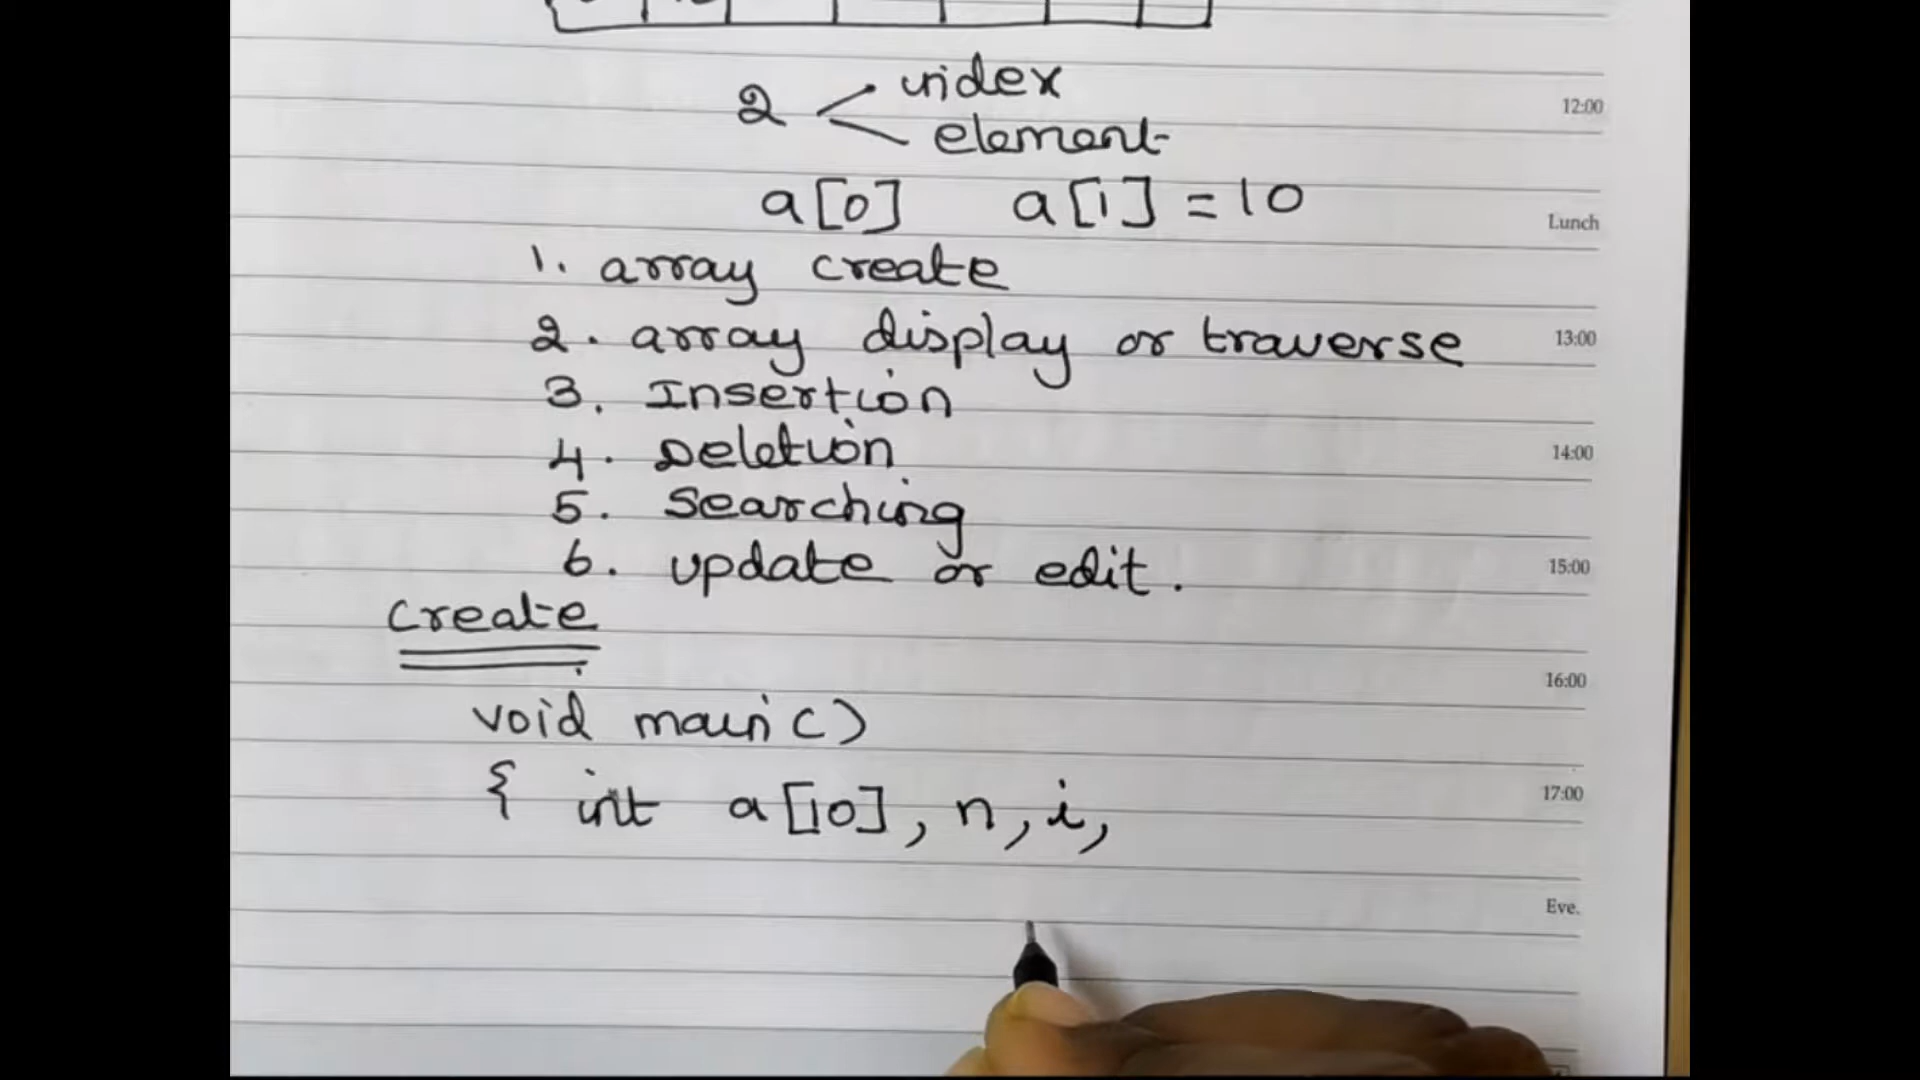 2 < index
element
a[0] a[1] = 10
1. array create
2. array display or traverse
3. Insertion
4. Deletion
5. Searching
6. update or edit.
create
void main()
{ int a[10], n, i,
12:00
Lunch
13:00
14:00
15:00
16:00
17:00
Eve.